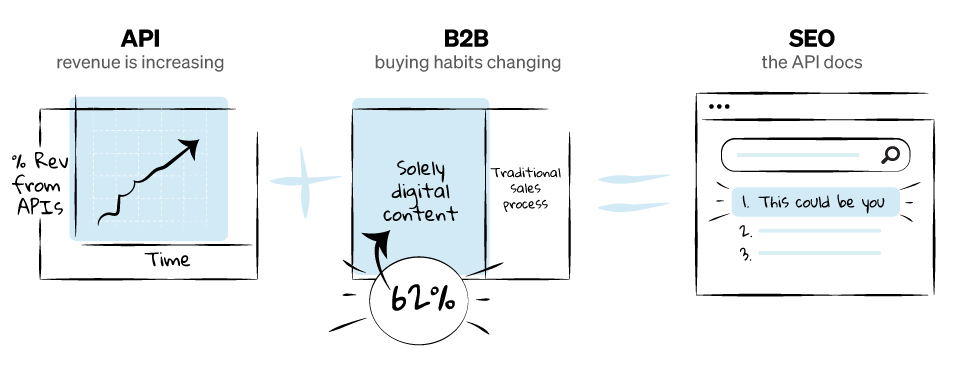 API
revenue is increasing
% Rev
from
APIs
Time
B2B
buying habits changing
Solely
digital
content
Traditional
sales
process
62%
SEO
the API docs
1. This could be you
2.
3.